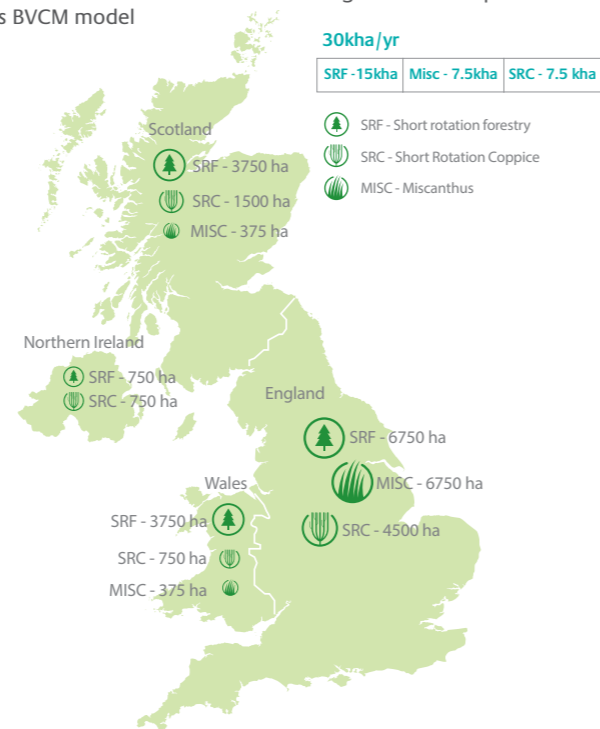 s BVCM model
30kha/yr
SRF -15kha Misc - 7.5kha SRC - 7.5 kha
SRF - Short rotation forestry
SRC - Short Rotation Coppice
MISC - Miscanthus
Scotland
SRF - 3750 ha
SRC - 1500 ha
MISC - 375 ha
Northern Ireland
SRF - 750 ha
SRC - 750 ha
England
SRF - 6750 ha
MISC - 6750 ha
SRC - 4500 ha
Wales
SRF - 3750 ha
SRC - 750 ha
MISC - 375 ha